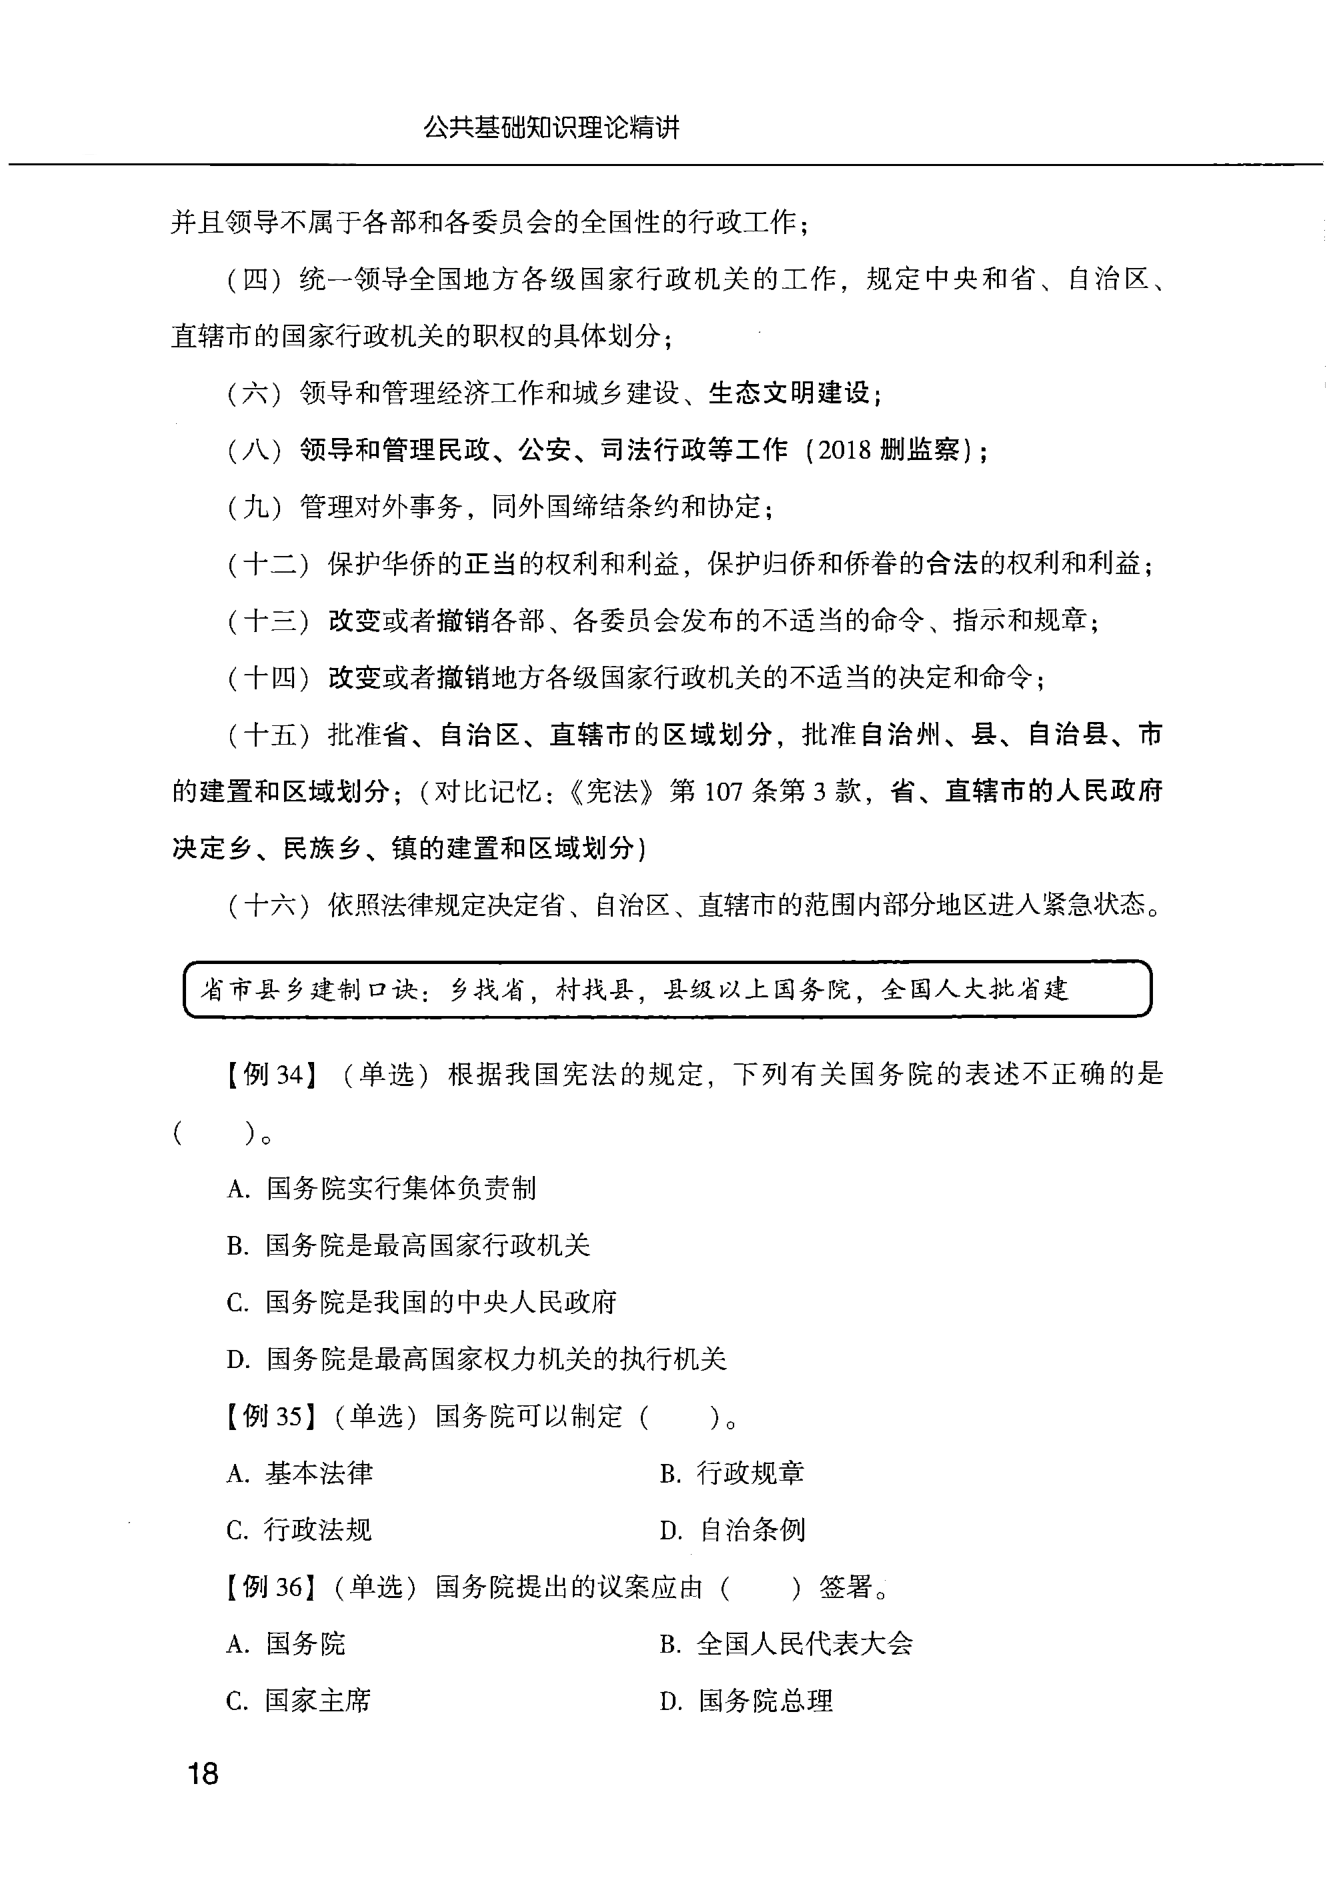 公共基础知识理论精讲
并且领导不属于各部和各委员会的全国性的行政工作；
（四）统一领导全国地方各级国家行政机关的工作，规定中央和省、自治区、
直辖市的国家行政机关的职权的具体划分；
（六）领导和管理经济工作和城乡建设、生态文明建设；
（八）领导和管理民政、公安、司法行政等工作（2018 删监察）；
（九）管理对外事务，同外国缔结条约和协定；
（十二）保护华侨的正当的权利和利益，保护归侨和侨眷的合法的权利和利益；
（十三）改变或者撤销各部、各委员会发布的不适当的命令、指示和规章；
（十四）改变或者撤销地方各级国家行政机关的不适当的决定和命令；
（十五）批准省、自治区、直辖市的区域划分，批准自治州、县、自治县、市
的建置和区域划分；（对比记忆：《宪法》第 107 条第 3 款，省、直辖市的人民政府
决定乡、民族乡、镇的建置和区域划分）
（十六）依照法律规定决定省、自治区、直辖市的范围内部分地区进入紧急状态。
省市县乡建制口诀：乡找省，村找县，县级以上国务院，全国人大批省建
【例 34】（单选）根据我国宪法的规定，下列有关国务院的表述不正确的是
（　　）。
A. 国务院实行集体负责制
B. 国务院是最高国家行政机关
C. 国务院是我国的中央人民政府
D. 国务院是最高国家权力机关的执行机关
【例 35】（单选）国务院可以制定（　　）。
A. 基本法律　　B. 行政规章
C. 行政法规　　D. 自治条例
【例 36】（单选）国务院提出的议案应由（　　）签署。
A. 国务院　　B. 全国人民代表大会
C. 国家主席　　D. 国务院总理
18